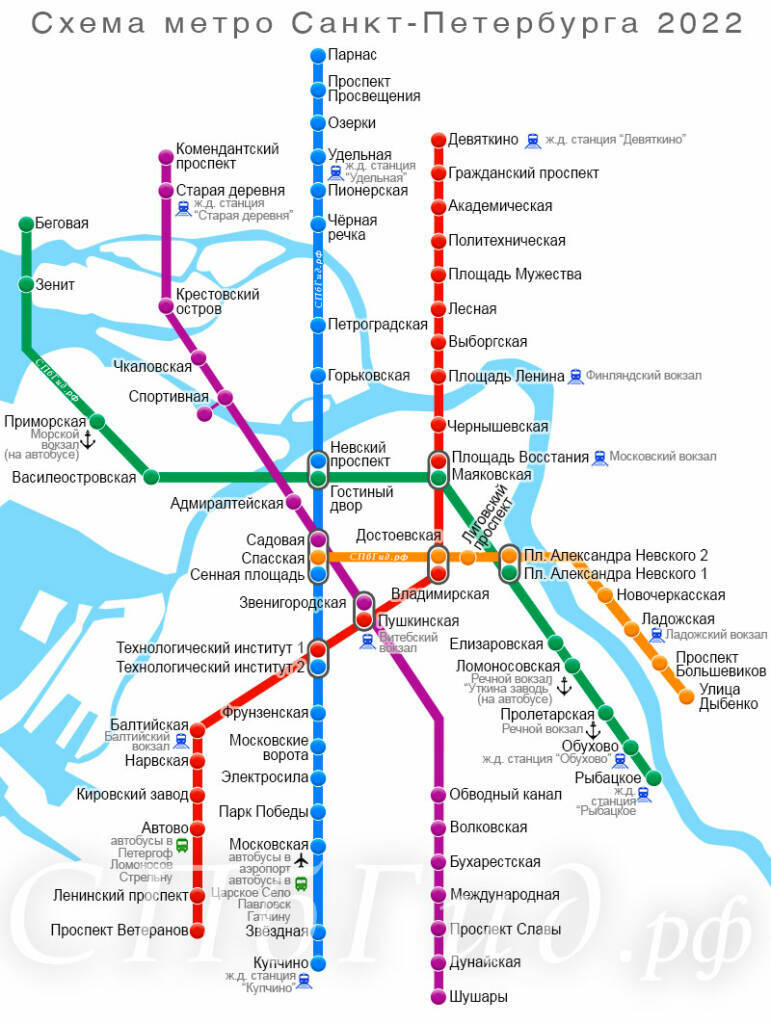 Схема метро Санкт-Петербурга 2022
Парнас
Проспект
Просвещения
Озерки
Удельная
ж.д. станция
"Удельная"
Пионерская
Чёрная
речка
СПбГид.рф
Петроградская
Горьковская
Невский
проспект
Гостиный
двор
Комендантский
проспект
Старая деревня
ж.д. станция
"Старая деревня"
Крестовский
остров
Чкаловская
Спортивная
Адмиралтейская
Беговая
Зенит
СПбГид.рф
Приморская
Морской
вокзал
(на автобусе)
Василеостровская
Девяткино
ж.д. станция "Девяткино"
Гражданский проспект
Академическая
Политехническая
Площадь Мужества
Лесная
Выборгская
Площадь Ленина
Финляндский вокзал
Чернышевская
Площадь Восстания
Московский вокзал
Маяковская
Лиговский
проспект
Достоевская
Садовая
Спасская
СПбГид.рф
Сенная площадь
Владимирская
Пл. Александра Невского 2
Пл. Александра Невского 1
Новочеркасская
Ладожская
Ладожский вокзал
Проспект
Большевиков
Улица
Дыбенко
Звенигородская
Пушкинская
Витебский
вокзал
Технологический институт 1
Технологический институт 2
Елизаровская
Ломоносовская
Речной вокзал
"Уткина заводь"
(на автобусе)
Пролетарская
Речной вокзал
Обухово
ж.д. станция "Обухово"
Рыбацкое
ж.д.
станция
"Рыбацкое
Балтийская
Балтийский
вокзал
Нарвская
Кировский завод
Автово
автобусы в
Петергоф
Ломоносов
Стрельну
Ленинский проспект
Проспект Ветеранов
Фрунзенская
Московские
ворота
Электросила
Парк Победы
Московская
автобусы в
аэропорт
автобусы в
Царское Село
Павловск
Гатчину
Звёздная
Купчино
ж.д. станция
"Купчино"
Обводный канал
Волковская
Бухарестская
Международная
Проспект Славы
Дунайская
Шушары
СПбГид.рф